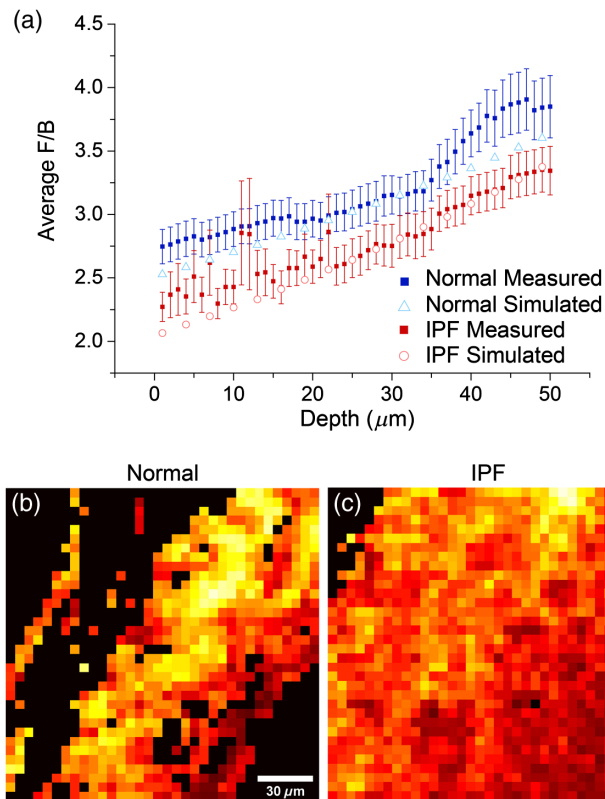 (a)
4.5
4.0
3.5
3.0
2.5
2.0
Average F/B
Normal Measured
Normal Simulated
IPF Measured
IPF Simulated
0
10
20
30
40
50
Depth (μm)
Normal
IPF
(b)
(c)
30 μm